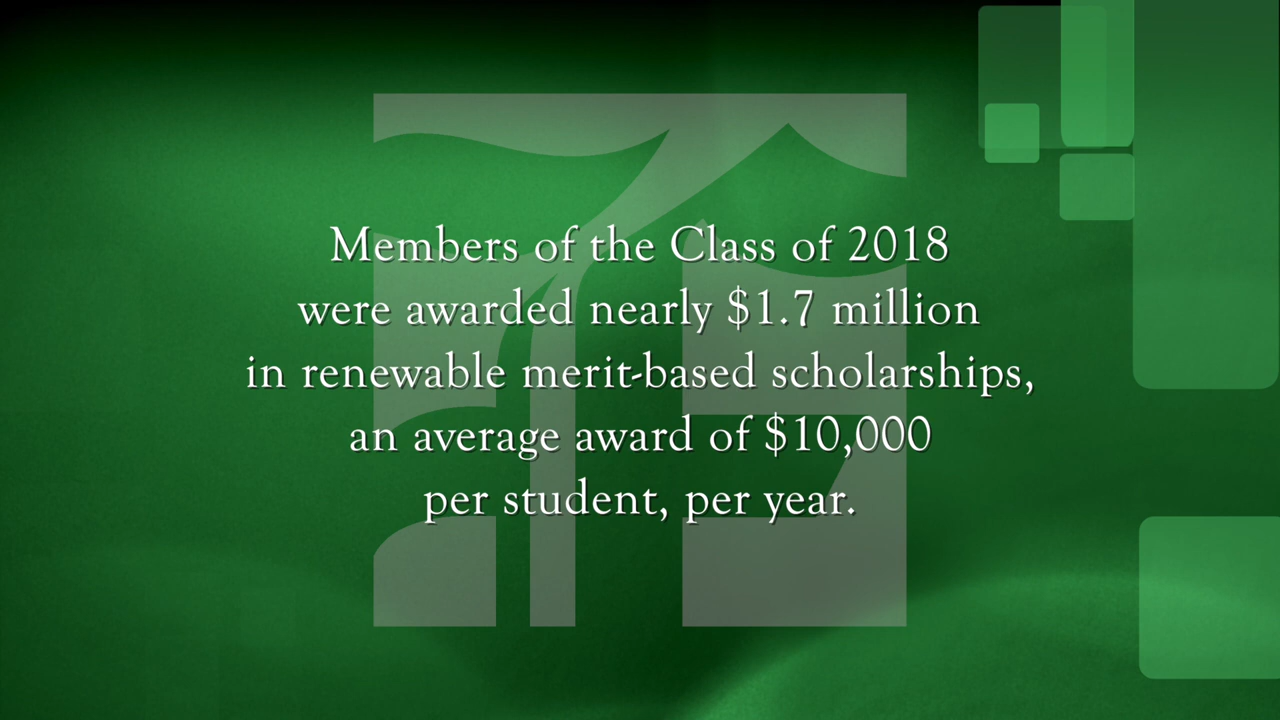 Members of the Class of 2018
were awarded nearly $1.7 million
in renewable merit-based scholarships,
an average award of $10,000
per student, per year.